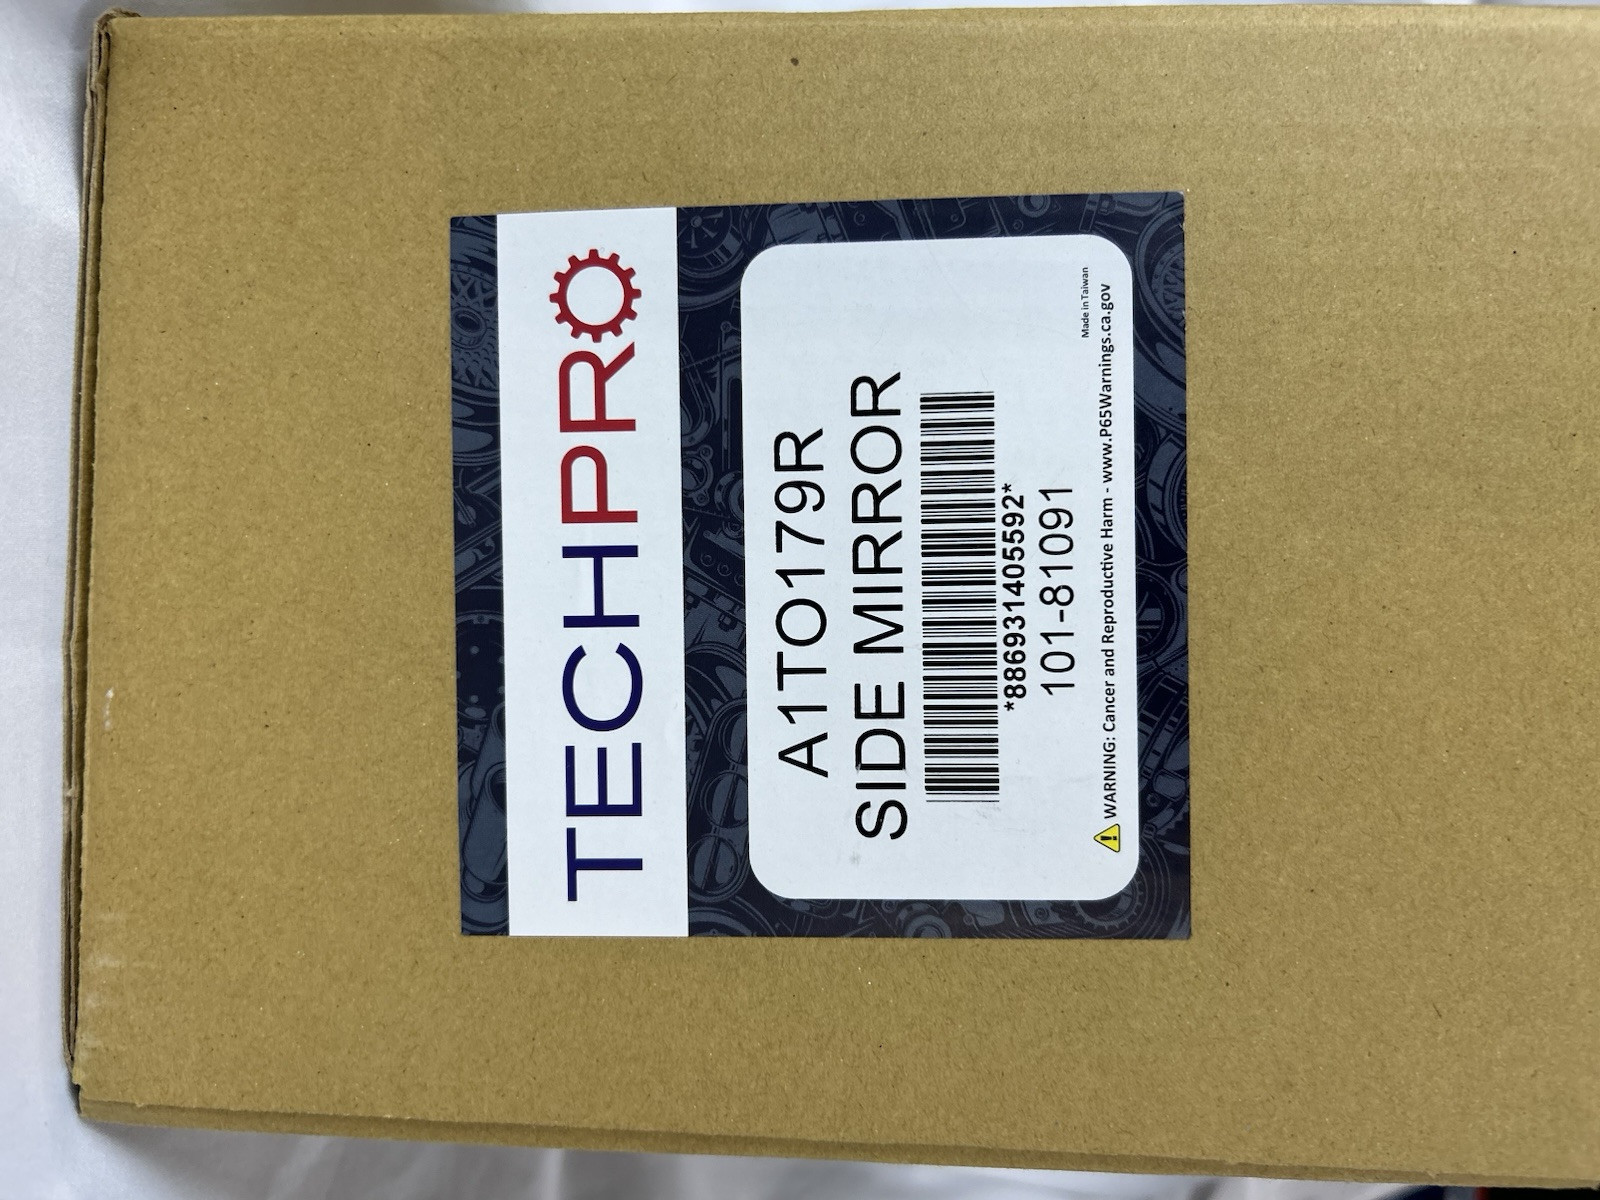 TECHPRO
A1TO179R
SIDE MIRROR
*886931405592*
101-81091
Made in Taiwan
WARNING: Cancer and Reproductive Harm - www.P65Warnings.ca.gov